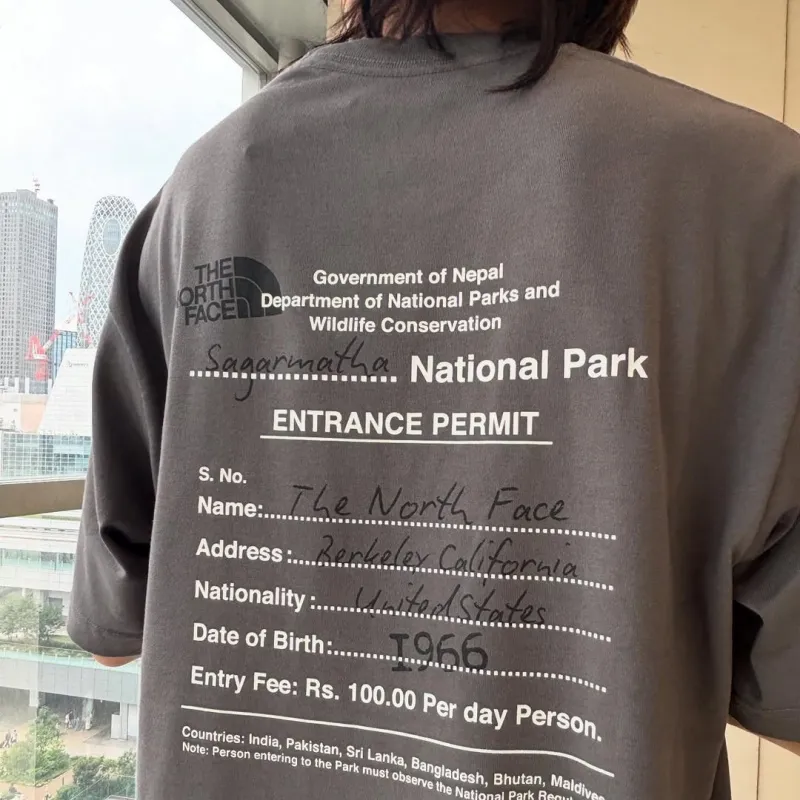 THE
NORTH
FACE
Government of Nepal
Department of National Parks and
Wildlife Conservation
Sagarmatha National Park
ENTRANCE PERMIT
S. No.
Name:....The North Face
Address:....Berkeley California
Nationality:....United States
Date of Birth:....1966
Entry Fee: Rs. 100.00 Per day Person.
Countries: India, Pakistan, Sri Lanka, Bangladesh, Bhutan, Maldives
Note: Person entering to the Park must observe the National Park